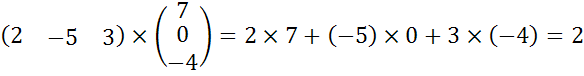 (2 −5 3) × (7 0 −4) = 2 × 7 + (−5) × 0 + 3 × (−4) = 2